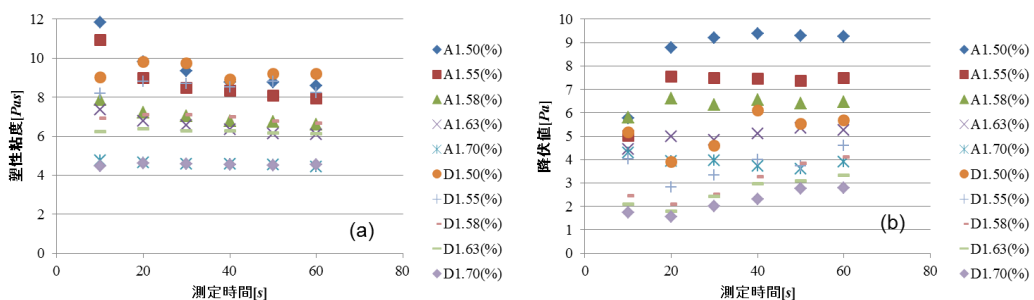 12
10
8
6
4
2
0
0
20
40
60
80
塑性粘度[Pas]
測定時間[s]
(a)
A1.50(%)
A1.55(%)
A1.58(%)
A1.63(%)
A1.70(%)
D1.50(%)
D1.55(%)
D1.58(%)
D1.63(%)
D1.70(%)
10
9
8
7
6
5
4
3
2
1
0
0
20
40
60
80
降伏値[Pa]
測定時間[s]
(b)
A1.50(%)
A1.55(%)
A1.58(%)
A1.63(%)
A1.70(%)
D1.50(%)
D1.55(%)
D1.58(%)
D1.63(%)
D1.70(%)